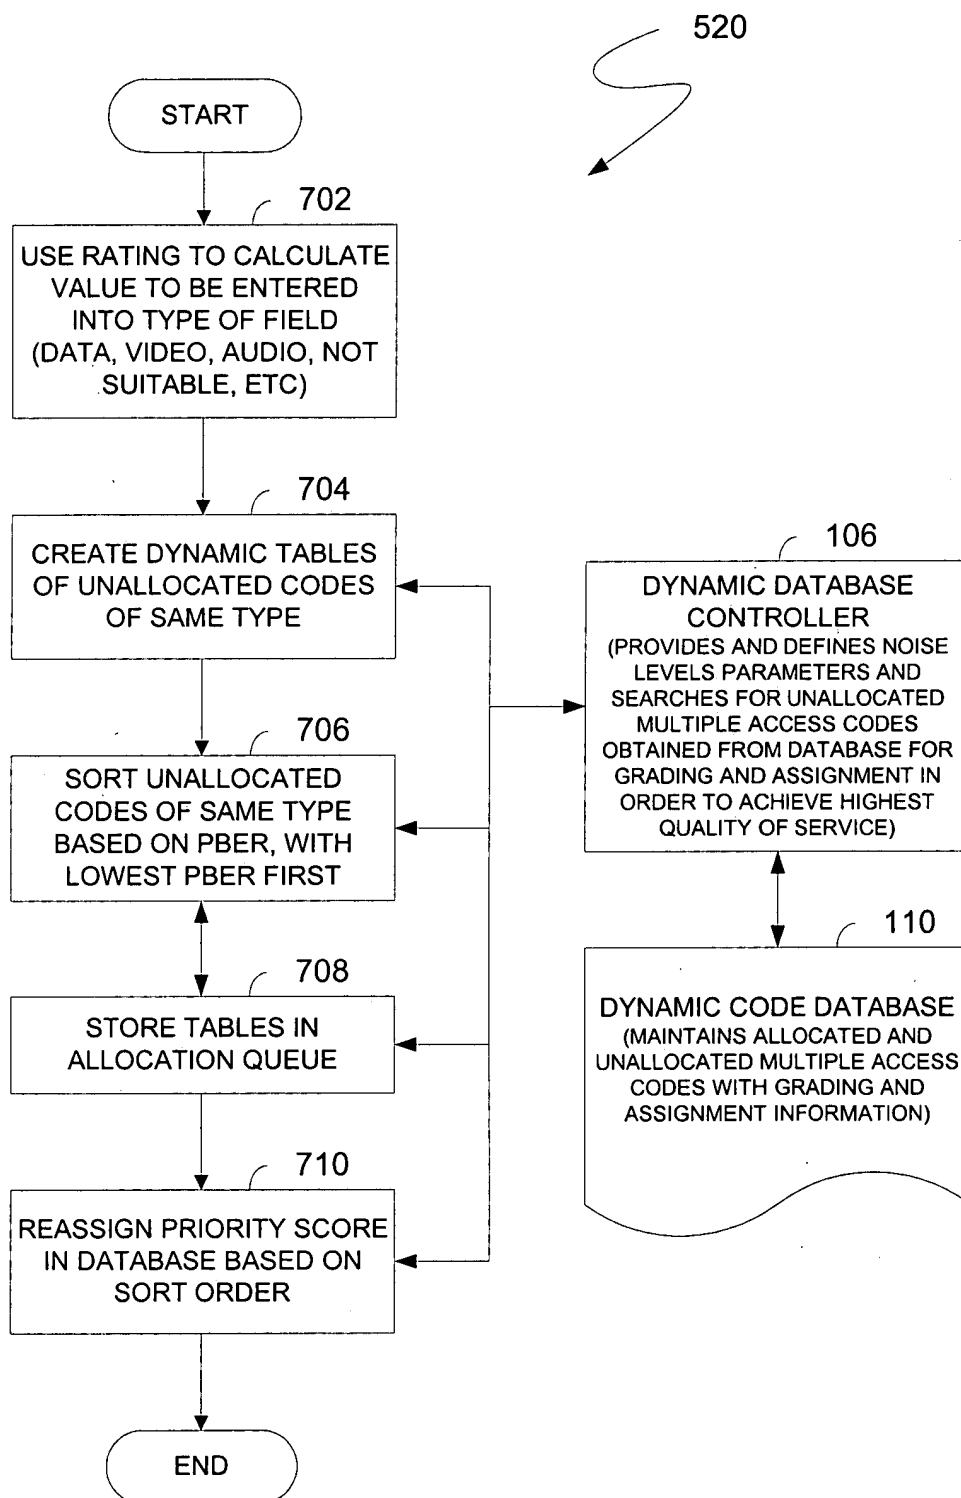 520
START
702
USE RATING TO CALCULATE
VALUE TO BE ENTERED
INTO TYPE OF FIELD
(DATA, VIDEO, AUDIO, NOT
SUITABLE, ETC)
704
CREATE DYNAMIC TABLES
OF UNALLOCATED CODES
OF SAME TYPE
706
SORT UNALLOCATED
CODES OF SAME TYPE
BASED ON PBER, WITH
LOWEST PBER FIRST
708
STORE TABLES IN
ALLOCATION QUEUE
710
REASSIGN PRIORITY SCORE
IN DATABASE BASED ON
SORT ORDER
END
106
DYNAMIC DATABASE
CONTROLLER
(PROVIDES AND DEFINES NOISE
LEVELS PARAMETERS AND
SEARCHES FOR UNALLOCATED
MULTIPLE ACCESS CODES
OBTAINED FROM DATABASE FOR
GRADING AND ASSIGNMENT IN
ORDER TO ACHIEVE HIGHEST
QUALITY OF SERVICE)
110
DYNAMIC CODE DATABASE
(MAINTAINS ALLOCATED AND
UNALLOCATED MULTIPLE ACCESS
CODES WITH GRADING AND
ASSIGNMENT INFORMATION)